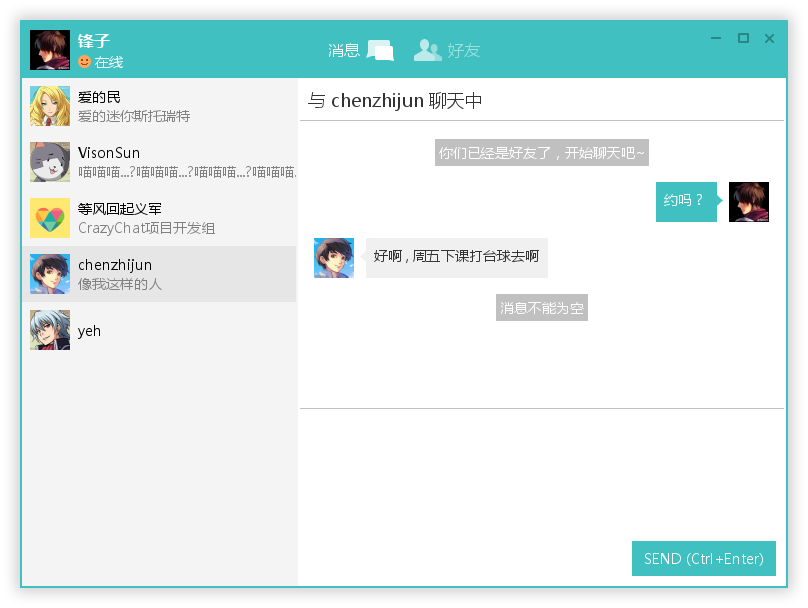 锋子
在线
消息
好友
爱的民
爱的迷你斯托瑞特
VisonSun
喵喵喵...?喵喵喵...?喵喵喵...?喵喵喵.
等风回起义军
CrazyChat项目开发组
chenzhijun
像我这样的人
yeh
与 chenzhijun 聊天中
你们已经是好友了，开始聊天吧~
约吗？
好啊 , 周五下课打台球去啊
消息不能为空
SEND (Ctrl+Enter)